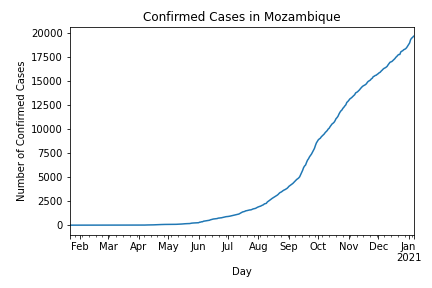 Confirmed Cases in Mozambique
20000
17500
15000
12500
10000
7500
5000
2500
0
Number of Confirmed Cases
Feb Mar Apr May Jun Jul Aug Sep Oct Nov Dec Jan
2021
Day